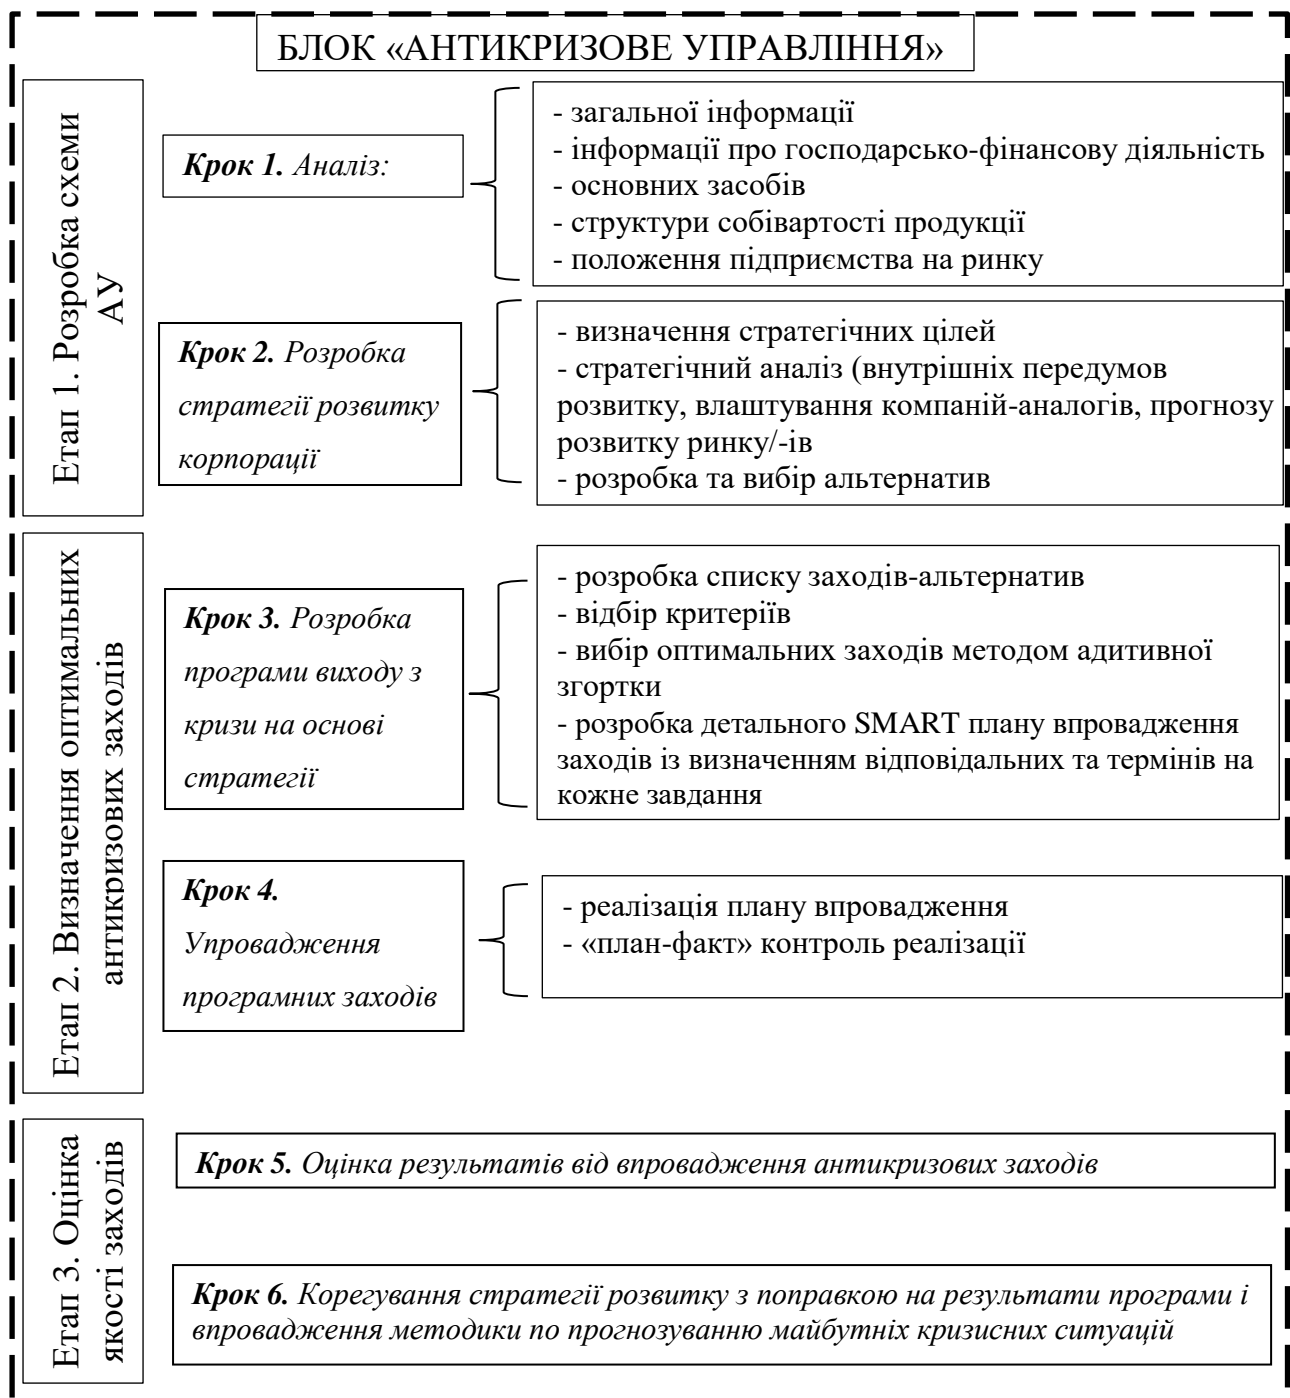 БЛОК «АНТИКРИЗОВЕ УПРАВЛІННЯ»
Етап 1. Розробка схеми
АУ
Крок 1. Аналіз:
- загальної інформації
- інформації про господарсько-фінансову діяльність
- основних засобів
- структури собівартості продукції
- положення підприємства на ринку
Крок 2. Розробка
стратегії розвитку
корпорації
- визначення стратегічних цілей
- стратегічний аналіз (внутрішніх передумов
розвитку, влаштування компаній-аналогів, прогнозу
розвитку ринку/-ів
- розробка та вибір альтернатив
Етап 2. Визначення оптимальних
антикризових заходів
Крок 3. Розробка
програми виходу з
кризи на основі
стратегії
- розробка списку заходів-альтернатив
- відбір критеріїв
- вибір оптимальних заходів методом адитивної
згортки
- розробка детального SMART плану впровадження
заходів із визначенням відповідальних та термінів на
кожне завдання
Крок 4.
Упровадження
програмних заходів
- реалізація плану впровадження
- «план-факт» контроль реалізації
Етап 3. Оцінка
якості заходів
Крок 5. Оцінка результатів від впровадження антикризових заходів
Крок 6. Корегування стратегії розвитку з поправкою на результати програми і
впровадження методики по прогнозуванню майбутніх кризисних ситуацій